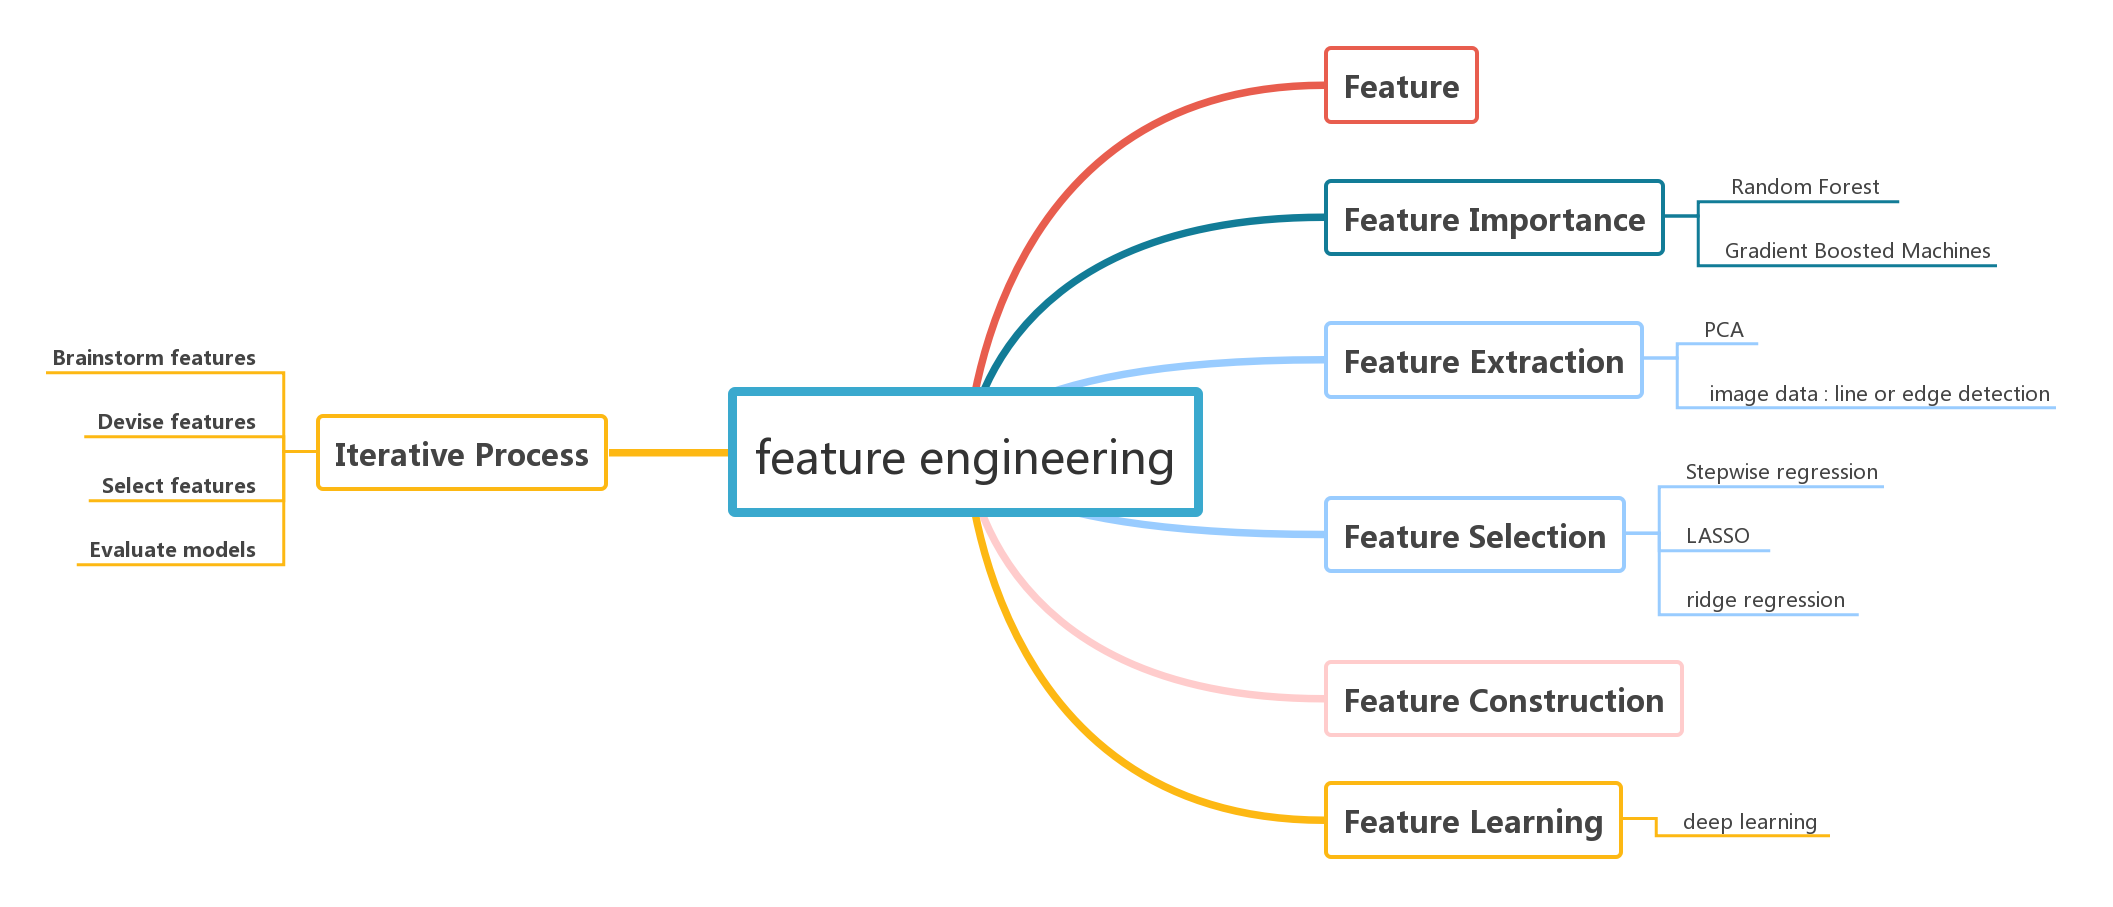 feature engineering
Feature
Feature Importance
Random Forest
Gradient Boosted Machines
Feature Extraction
PCA
image data : line or edge detection
Feature Selection
Stepwise regression
LASSO
ridge regression
Feature Construction
Feature Learning
deep learning
Iterative Process
Brainstorm features
Devise features
Select features
Evaluate models